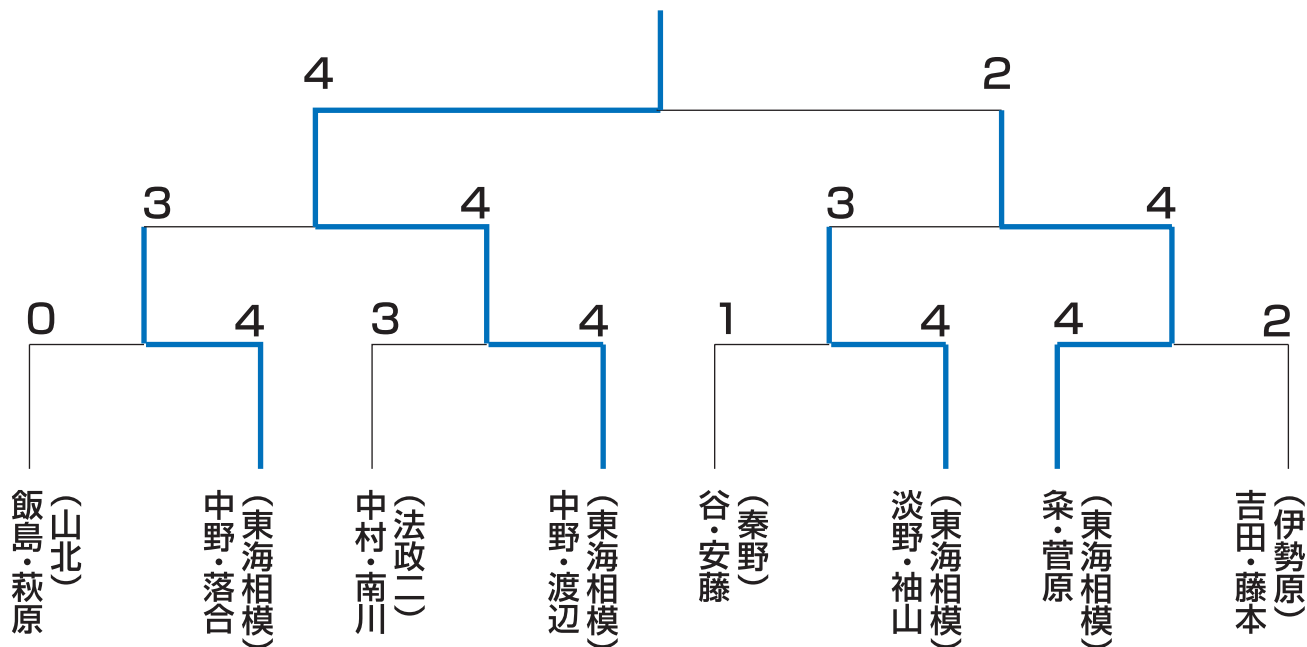 4
2
3
4
3
4
0
4
3
4
1
4
4
2
飯島・萩原
（山北）
中野・落合
（東海相模）
中村・南川
（法政二）
中野・渡辺
（東海相模）
谷・安藤
（秦野）
淡野・袖山
（東海相模）
粂・菅原
（東海相模）
吉田・藤本
（伊勢原）